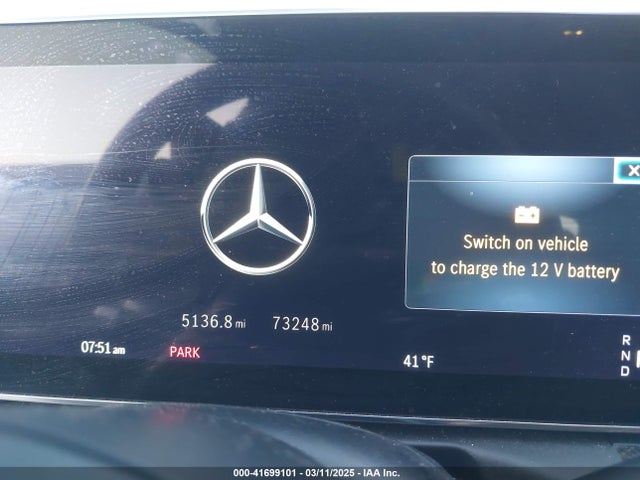 X
Switch on vehicle
to charge the 12 V battery
5136.8 mi 73248 mi
07:51 am PARK 41°F
R
N
D
000-41699101 - 03/11/2025 - IAA Inc.